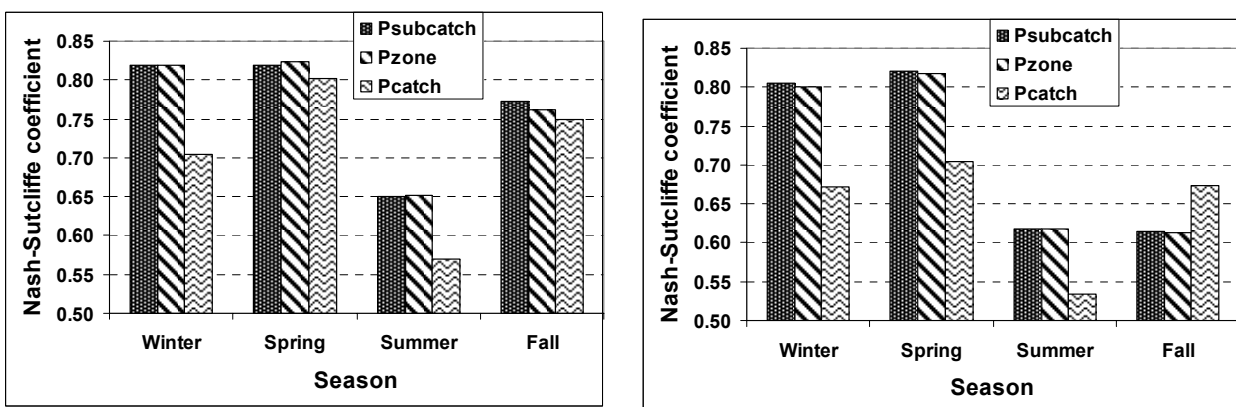 Nash-Sutcliffe coefficient
0.85
0.80
0.75
0.70
0.65
0.60
0.55
0.50
Psubcatch
Pzone
Pcatch
Winter Spring Summer Fall
Season
Nash-Sutcliffe coefficient
0.85
0.80
0.75
0.70
0.65
0.60
0.55
0.50
Psubcatch
Pzone
Pcatch
Winter Spring Summer Fall
Season